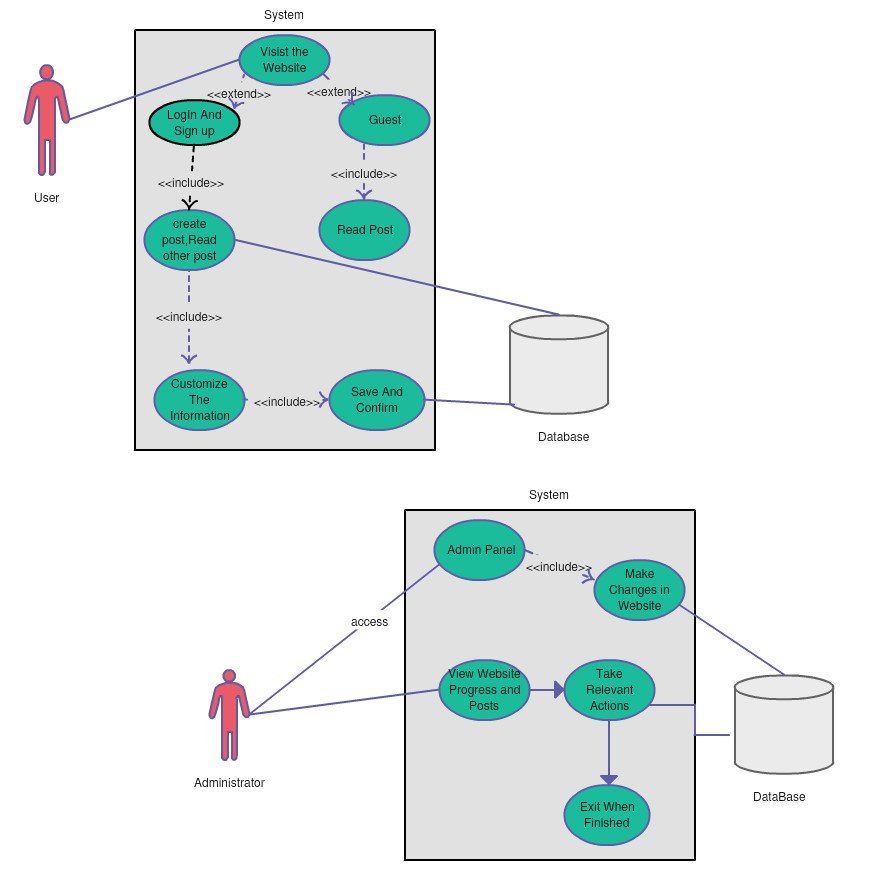 System
Visist the
Website
<<extend>>
<<extend>>
LogIn And
Sign up
Guest
User
<<include>>
<<include>>
create
post,Read
other post
Read Post
<<include>>
Customize
The
Information
<<include>>
Save And
Confirm
Database
System
Admin Panel
<<include>>
Make
Changes in
Website
access
View Website
Progress and
Posts
Take
Relevant
Actions
Administrator
DataBase
Exit When
Finished